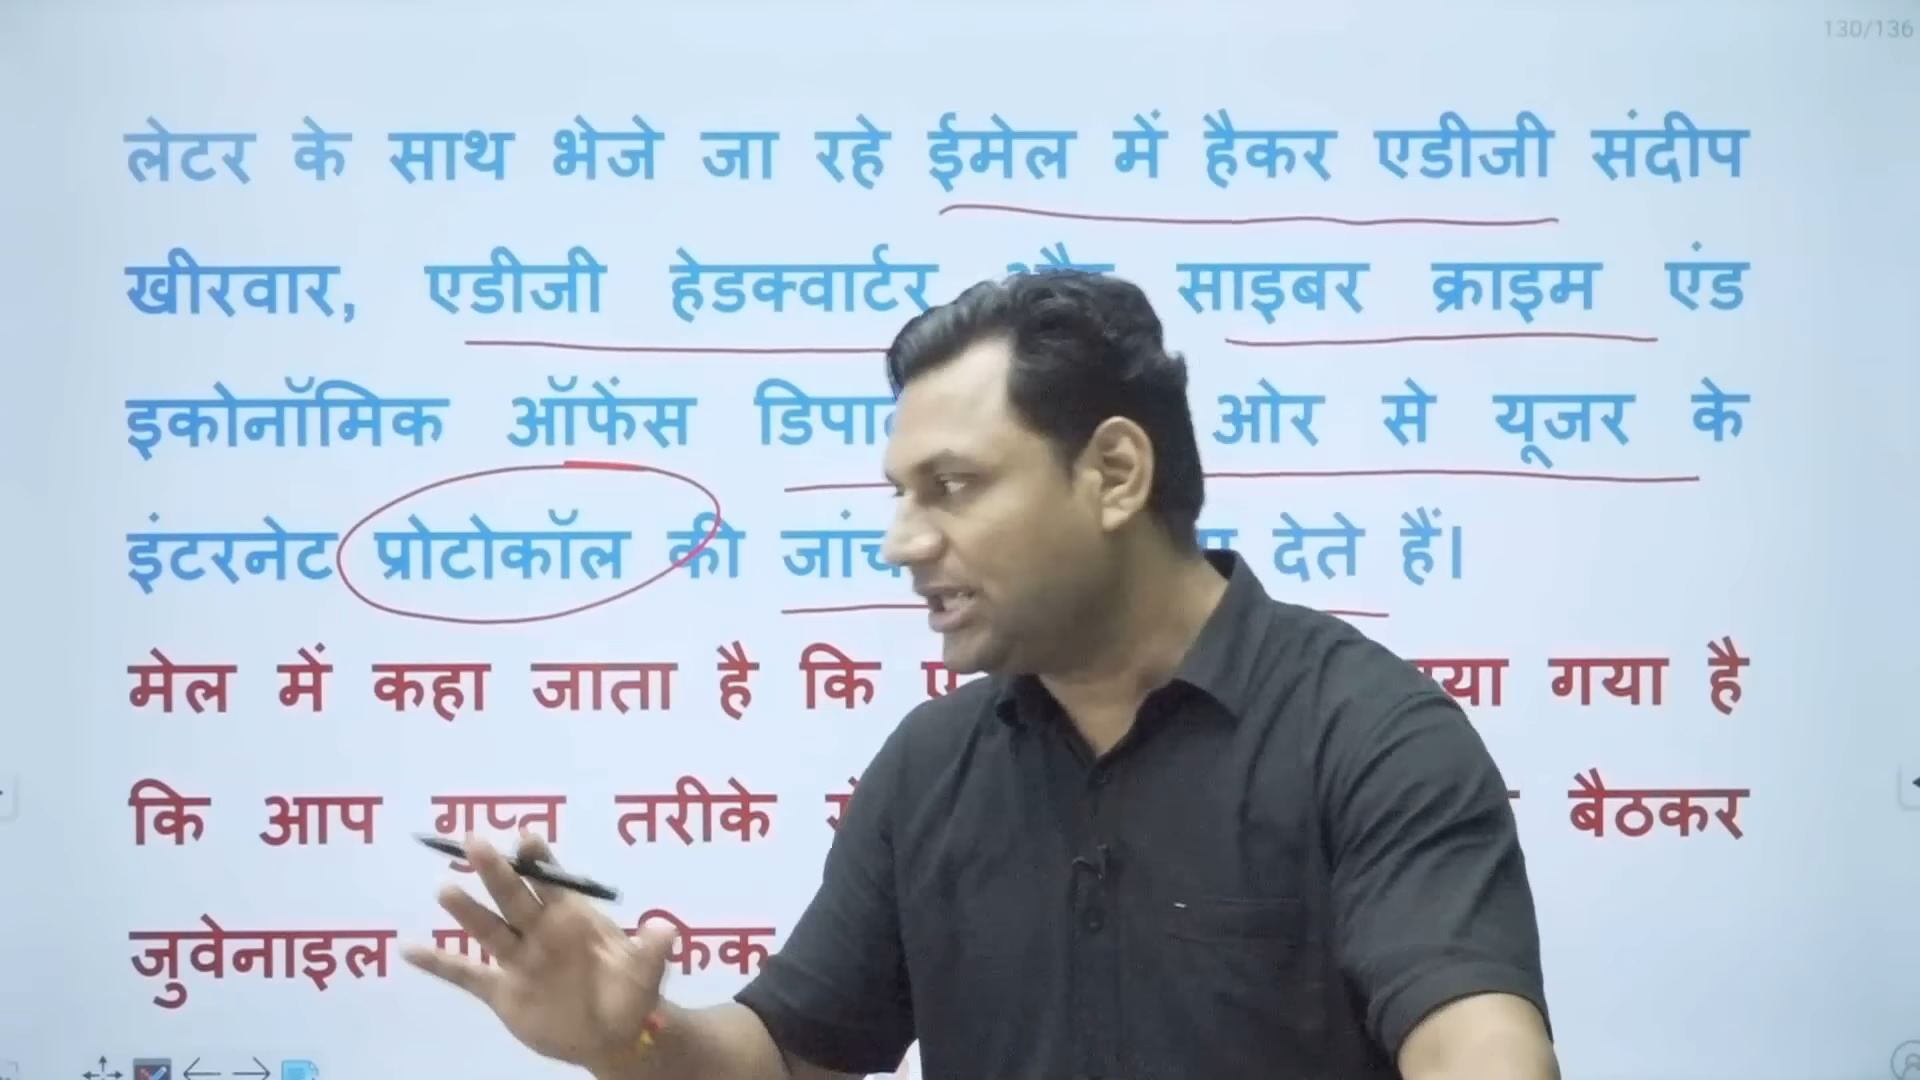 130/136
लेटर के साथ भेजे जा रहे ईमेल में हैकर एडीजी संदीप
खीरवार, एडीजी हेडक्वार्टर और साइबर क्राइम एंड
इकोनॉमिक ऑफेंस ओर से यूजर के
इंटरनेट प्रोटोकॉल की देते हैं।
मेल में कहा जाता है कि गया है
कि आप गुप्त तरीके बैठकर
जुवेनाइल